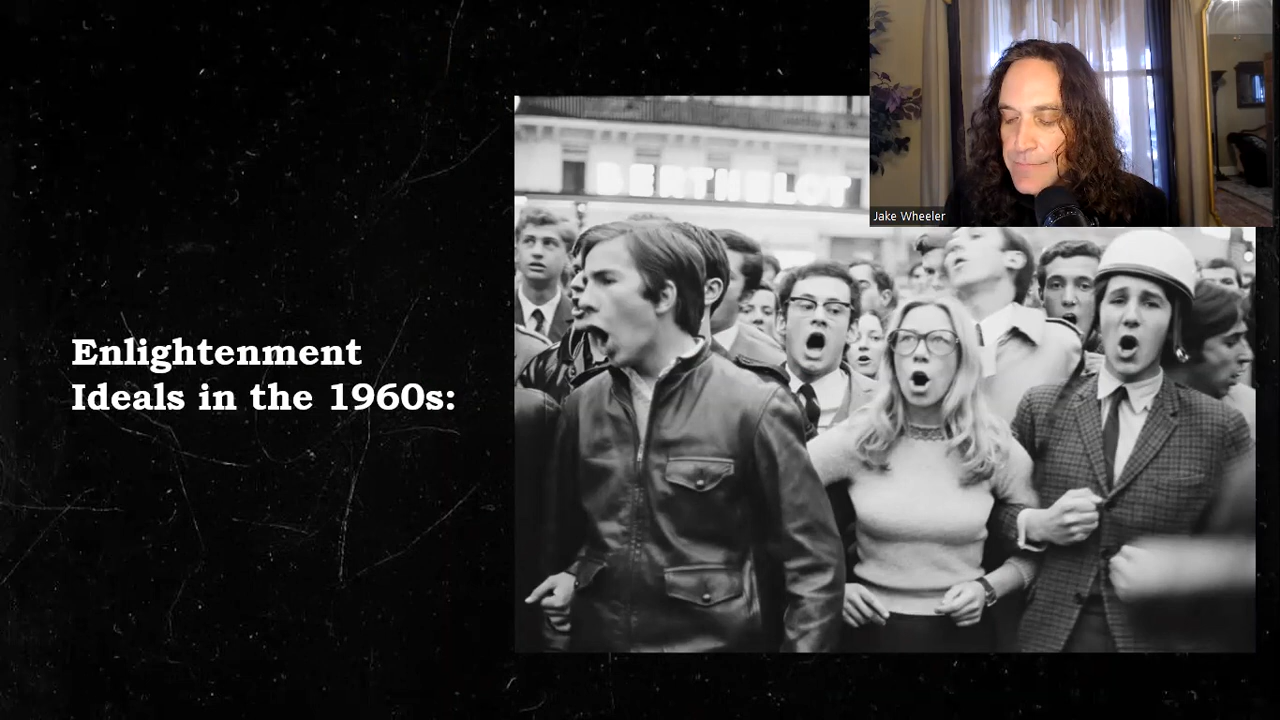 BERTHELOT
Jake Wheeler
Enlightenment
Ideals in the 1960s: